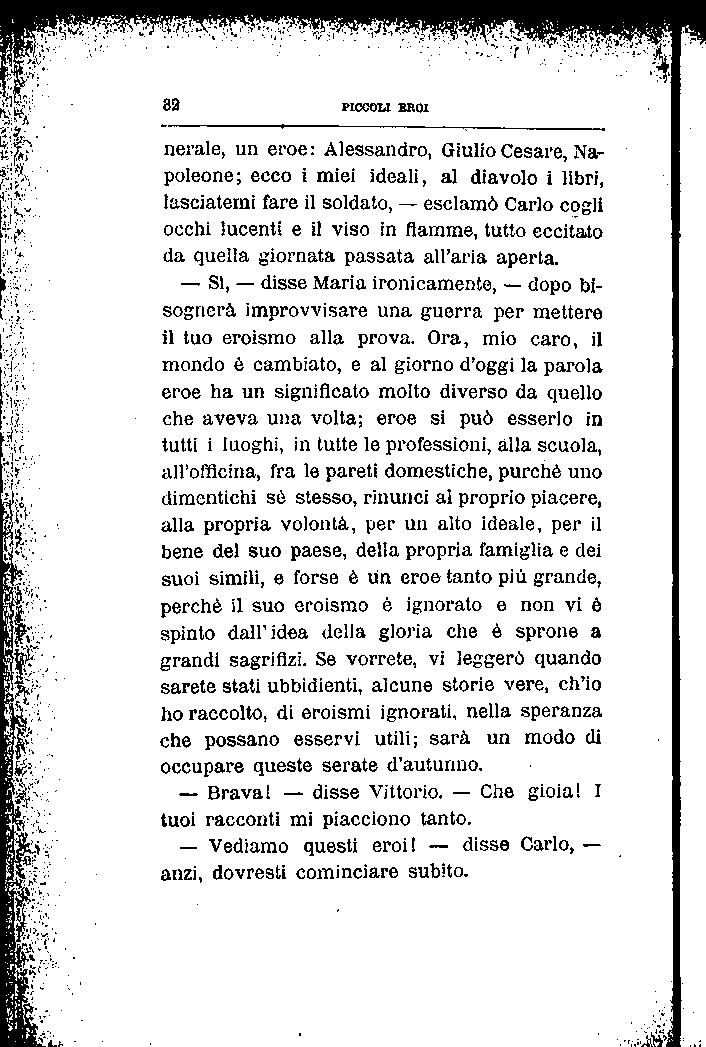 32 PICCOLI EROI
nerale, un eroe: Alessandro, Giulio Cesare, Na-
poleone; ecco i miei ideali, al diavolo i libri,
lasciatemi fare il soldato, — esclamò Carlo cogli
occhi lucenti e il viso in fiamme, tutto eccitato
da quella giornata passata all'aria aperta.
— Sì, — disse Maria ironicamente, — dopo bi-
sognerà improvvisare una guerra per mettere
il tuo eroismo alla prova. Ora, mio caro, il
mondo è cambiato, e al giorno d'oggi la parola
eroe ha un significato molto diverso da quello
che aveva una volta; eroe si può esserlo in
tutti i luoghi, in tutte le professioni, alla scuola,
all'officina, fra le pareti domestiche, purchè uno
dimentichi sè stesso, rinunci al proprio piacere,
alla propria volontà, per un alto ideale, per il
bene del suo paese, della propria famiglia e dei
suoi simili, e forse è un eroe tanto più grande,
perchè il suo eroismo è ignorato e non vi è
spinto dall'idea della gloria che è sprone a
grandi sagrifizi. Se vorrete, vi leggerò quando
sarete stati ubbidienti, alcune storie vere, ch'io
ho raccolto, di eroismi ignorati, nella speranza
che possano esservi utili; sarà un modo di
occupare queste serate d'autunno.
— Brava! — disse Vittorio. — Che gioia! I
tuoi racconti mi piacciono tanto.
— Vediamo questi eroi! — disse Carlo, —
anzi, dovresti cominciare subito.